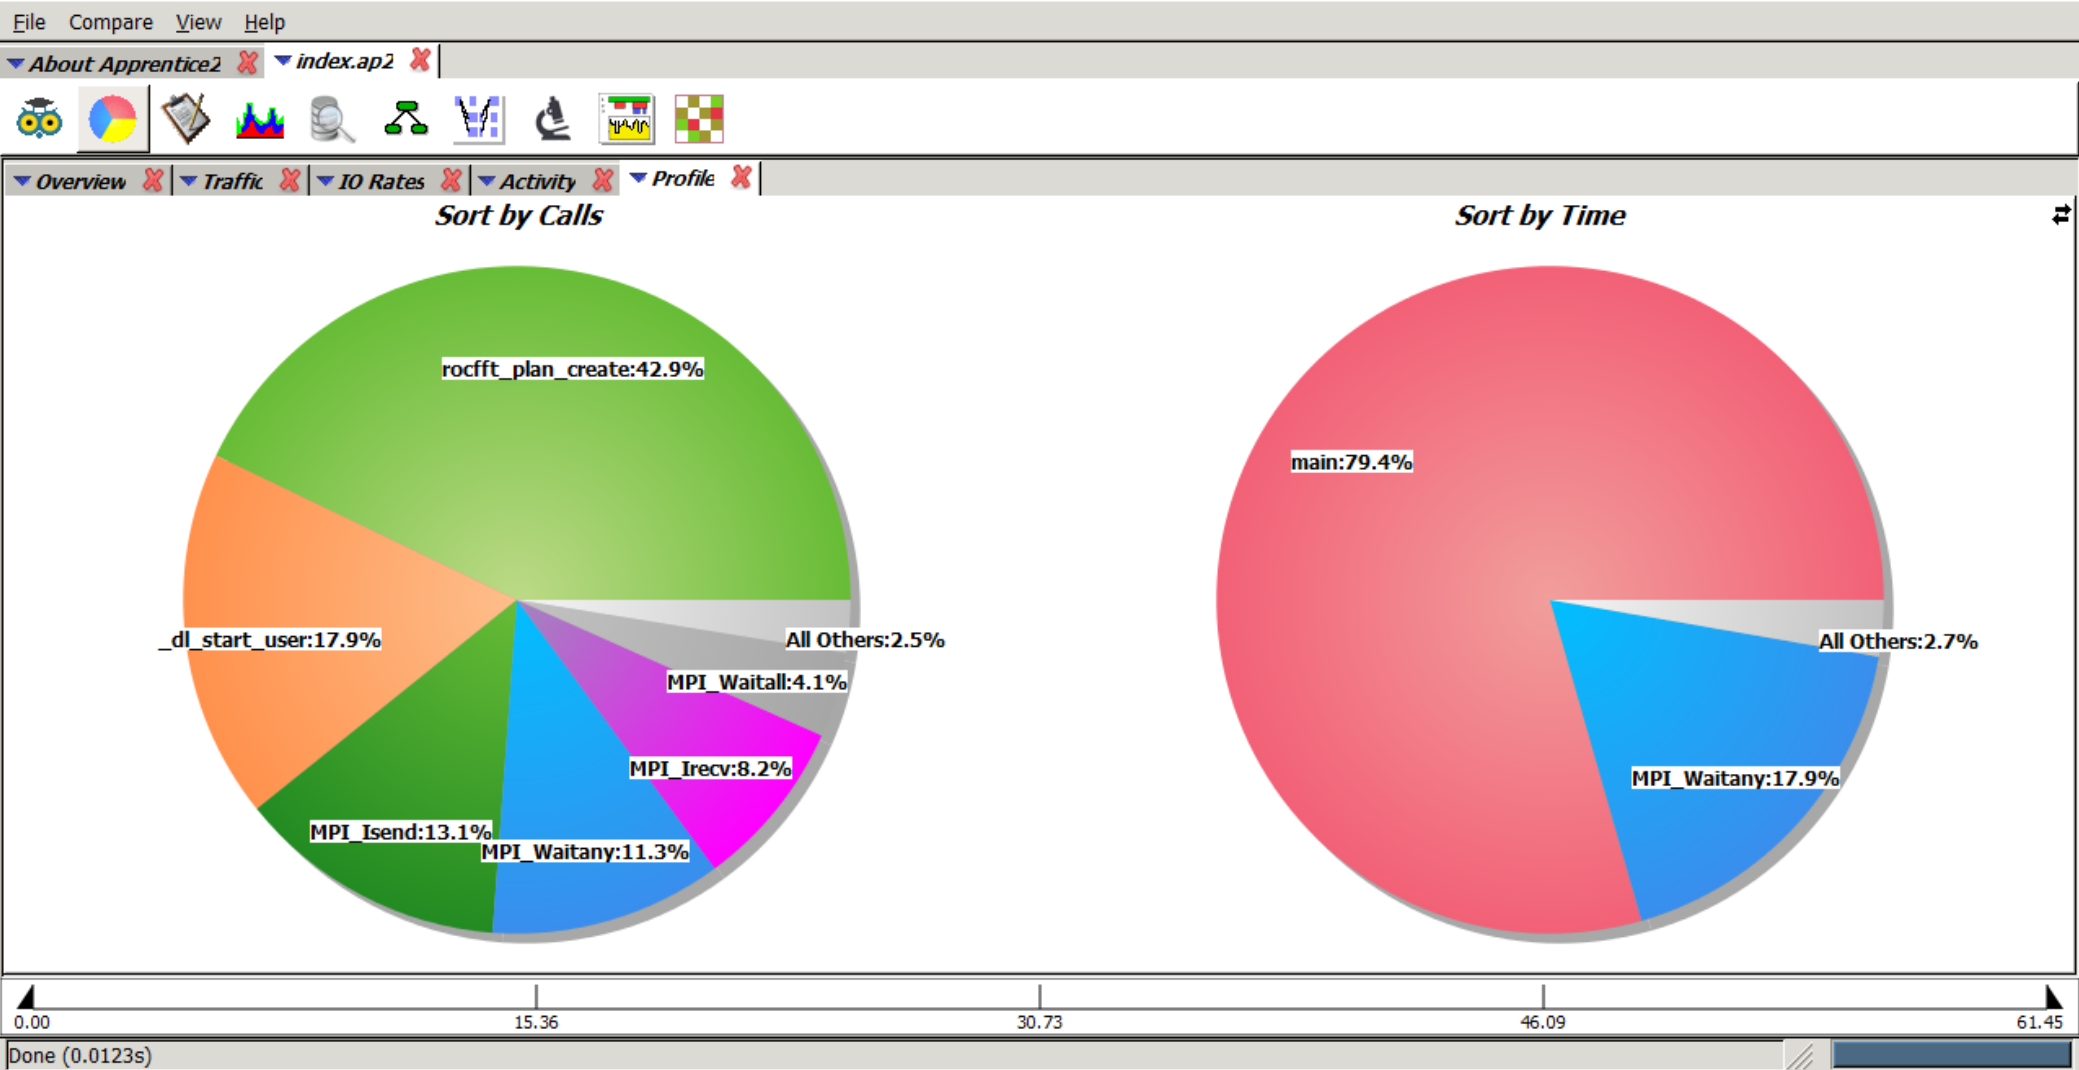 File Compare View Help
About Apprentice2 index.ap2
Overview Traffic IO Rates Activity Profile
Sort by Calls
rocfft_plan_create:42.9%
_dl_start_user:17.9%
All Others:2.5%
MPI_Waitall:4.1%
MPI_Irecv:8.2%
MPI_Isend:13.1%
MPI_Waitany:11.3%
Sort by Time
main:79.4%
All Others:2.7%
MPI_Waitany:17.9%
0.00 15.36 30.73 46.09 61.45
Done (0.0123s)